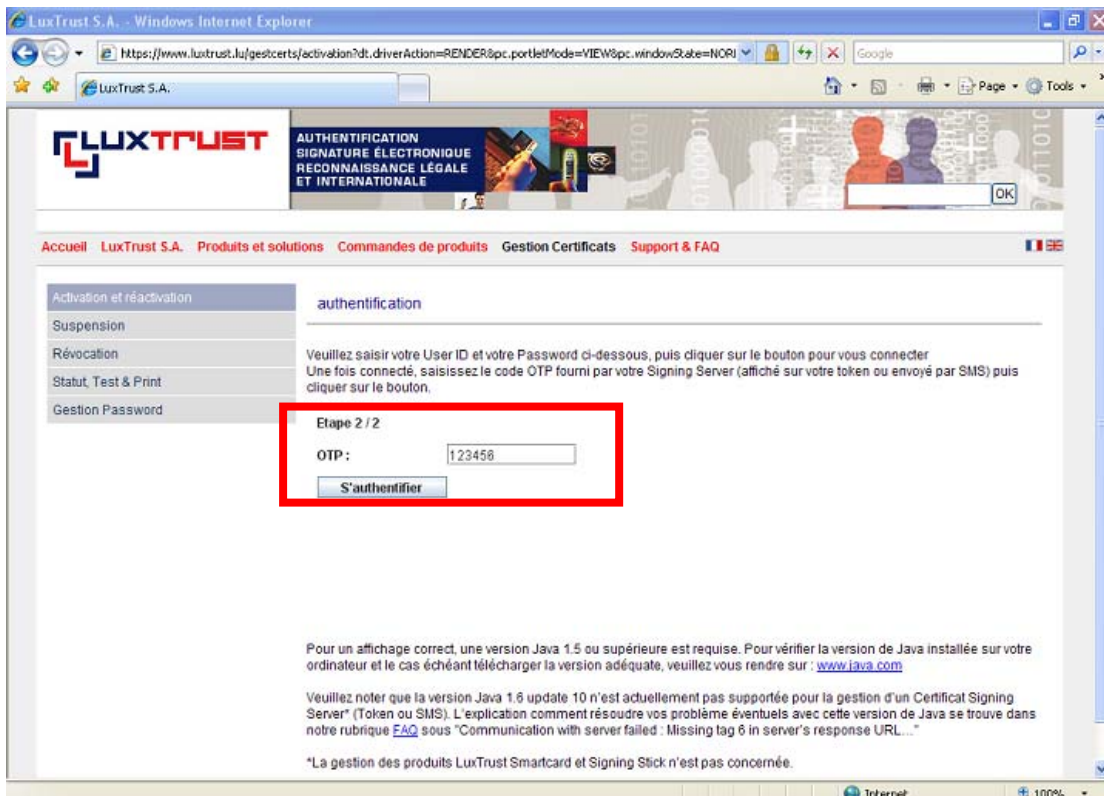 LuxTrust S.A. - Windows Internet Explorer
https://www.luxtrust.lu/gestcerts/activation?dt.driverAction=RENDER&pc.portletMode=VIEW&pc.windowState=NORI
Google
LuxTrust S.A.
Page
Tools
LUXTRUST
AUTHENTIFICATION
SIGNATURE ÉLECTRONIQUE
RECONNAISSANCE LÉGALE
ET INTERNATIONALE
OK
Accueil LuxTrust S.A. Produits et solutions Commandes de produits Gestion Certificats Support & FAQ
Activation et réactivation
Suspension
Révocation
Statut, Test & Print
Gestion Password
authentification
Veuillez saisir votre User ID et votre Password ci-dessous, puis cliquer sur le bouton pour vous connecter
Une fois connecté, saisissez le code OTP fourni par votre Signing Server (affiché sur votre token ou envoyé par SMS) puis
cliquer sur le bouton.
Etape 2 / 2
OTP : 123456
S'authentifier
Pour un affichage correct, une version Java 1.5 ou supérieure est requise. Pour vérifier la version de Java installée sur votre
ordinateur et le cas échéant télécharger la version adéquate, veuillez vous rendre sur : www.java.com
Veuillez noter que la version Java 1.6 update 10 n'est actuellement pas supportée pour la gestion d'un Certificat Signing
Server* (Token ou SMS). L'explication comment résoudre vos problème éventuels avec cette version de Java se trouve dans
notre rubrique FAQ sous "Communication with server failed : Missing tag 6 in server's response URL..."
*La gestion des produits LuxTrust Smartcard et Signing Stick n'est pas concernée.
Internet
100%